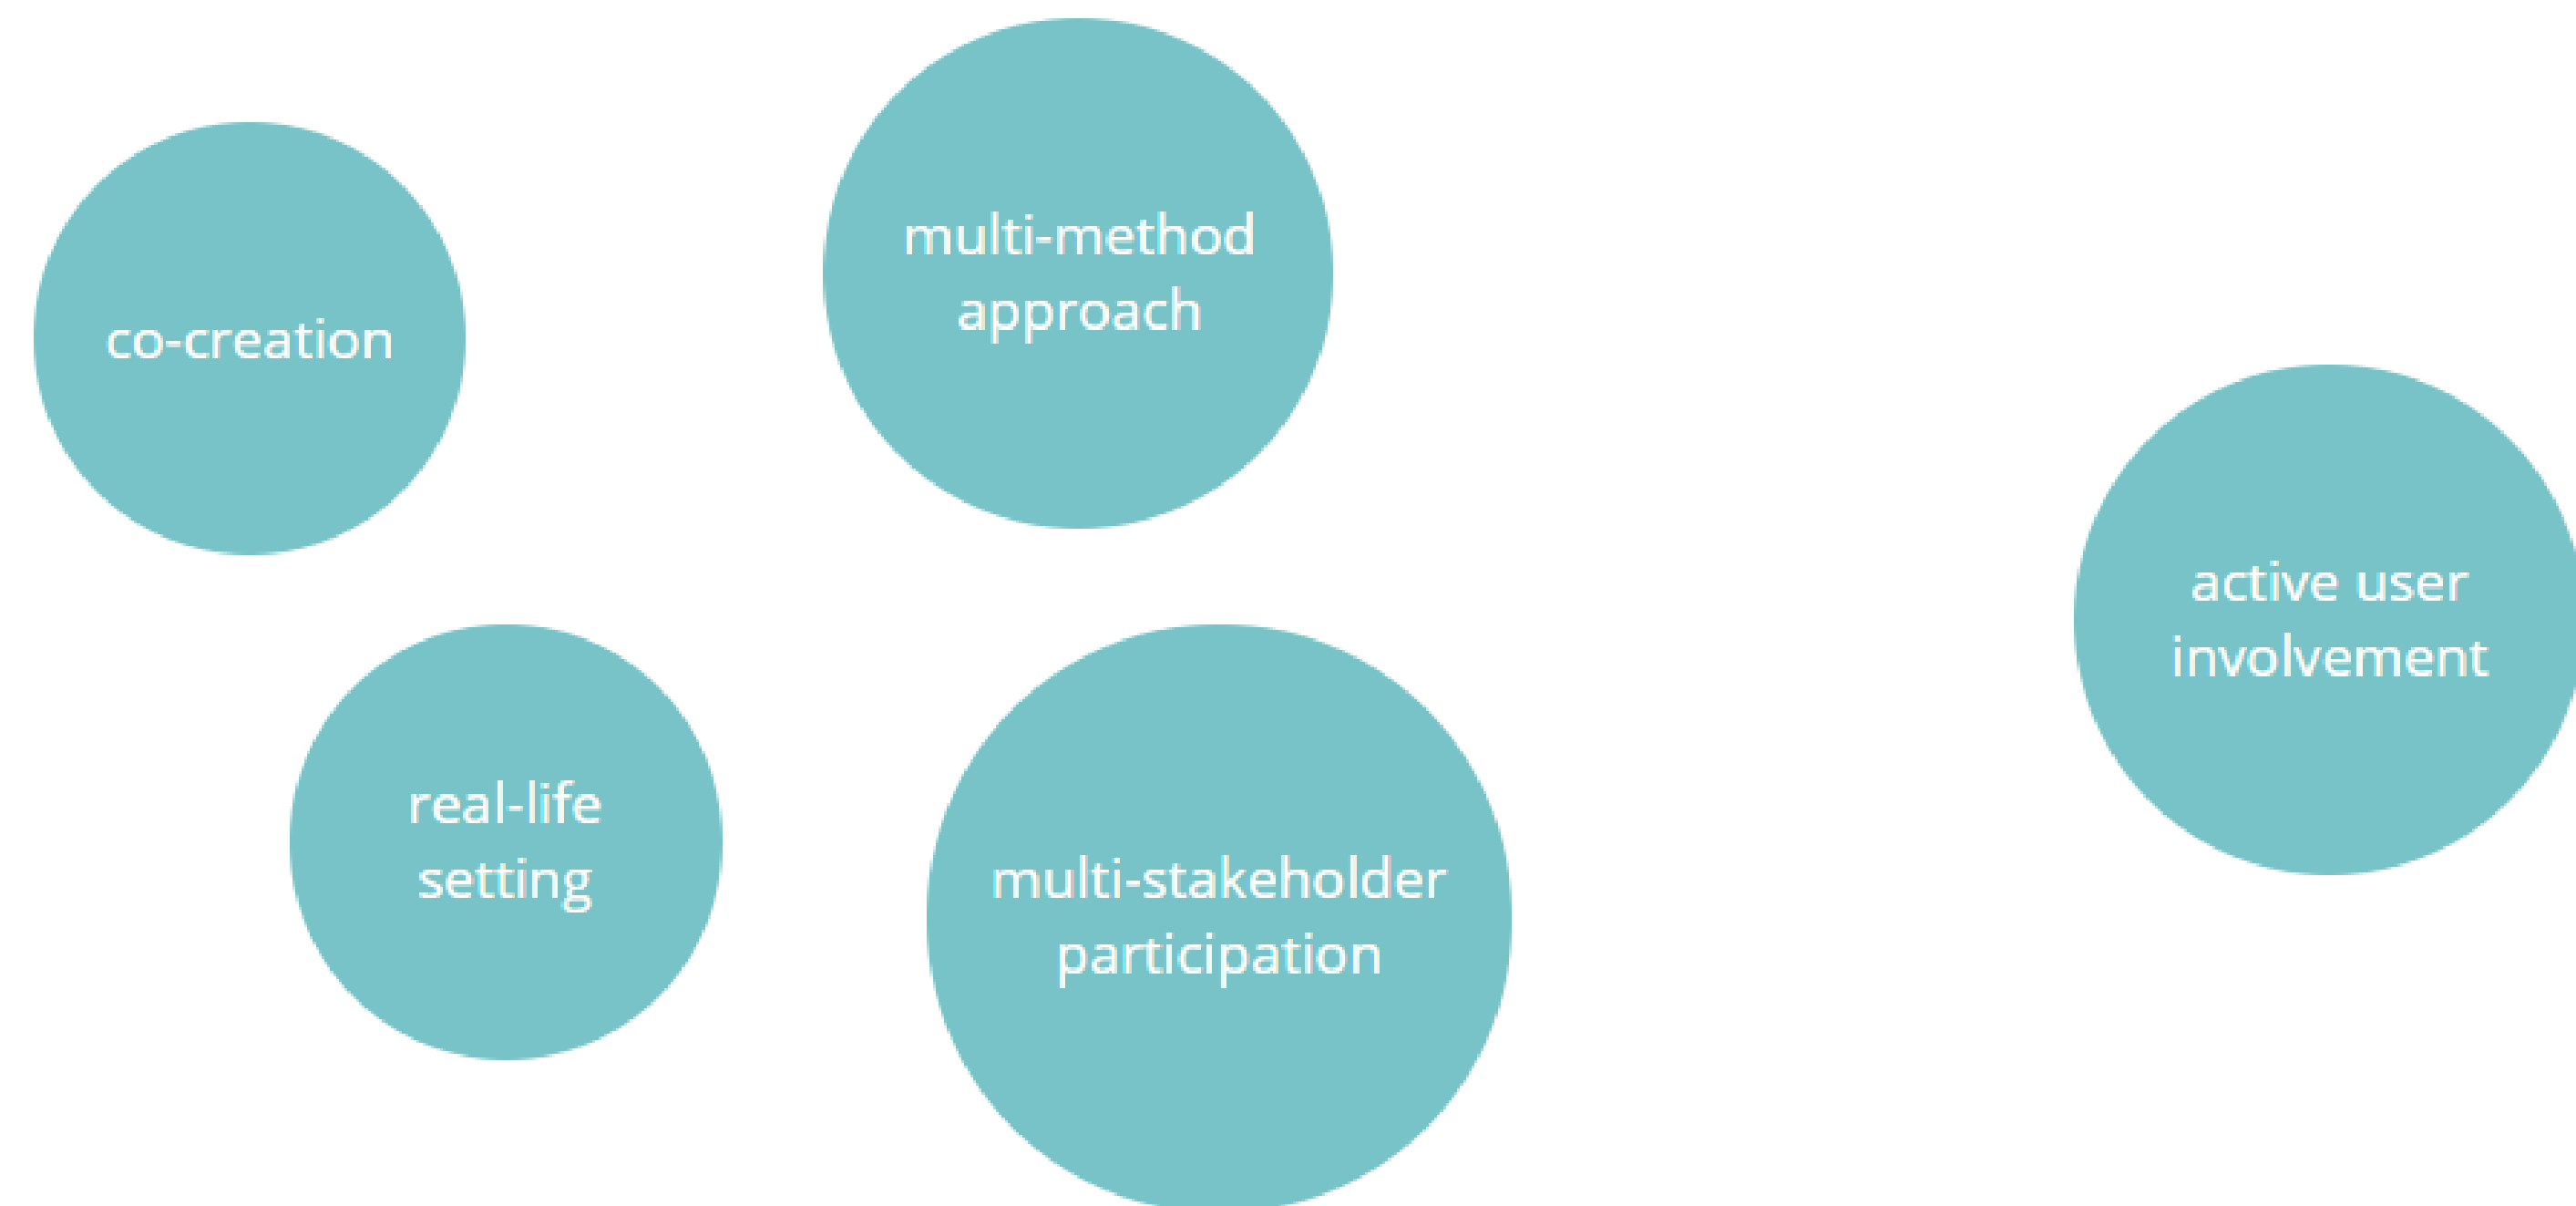 co-creation
multi-method
approach
active user
involvement
real-life
setting
multi-stakeholder
participation